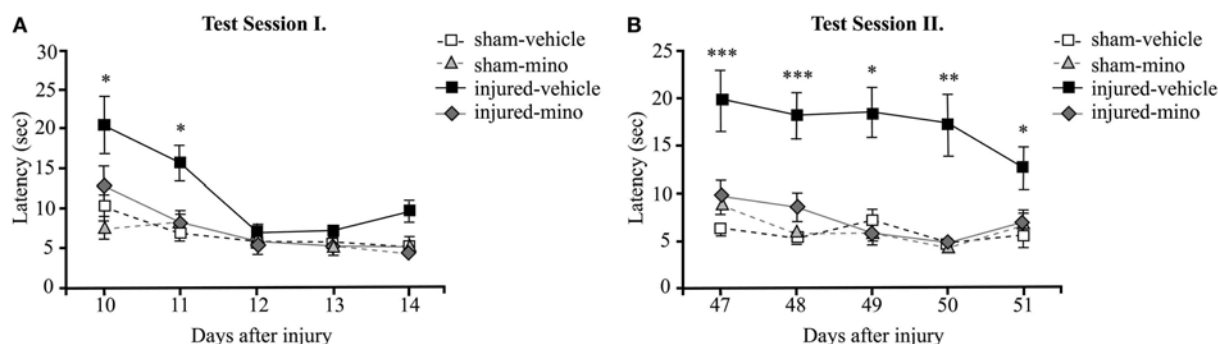 A
Test Session I.
sham-vehicle
sham-mino
injured-vehicle
injured-mino
Latency (sec)
30
25
20
15
10
5
0
*
*
10 11 12 13 14
Days after injury
B
Test Session II.
sham-vehicle
sham-mino
injured-vehicle
injured-mino
Latency (sec)
25
20
15
10
5
0
*** *** * ** *
47 48 49 50 51
Days after injury